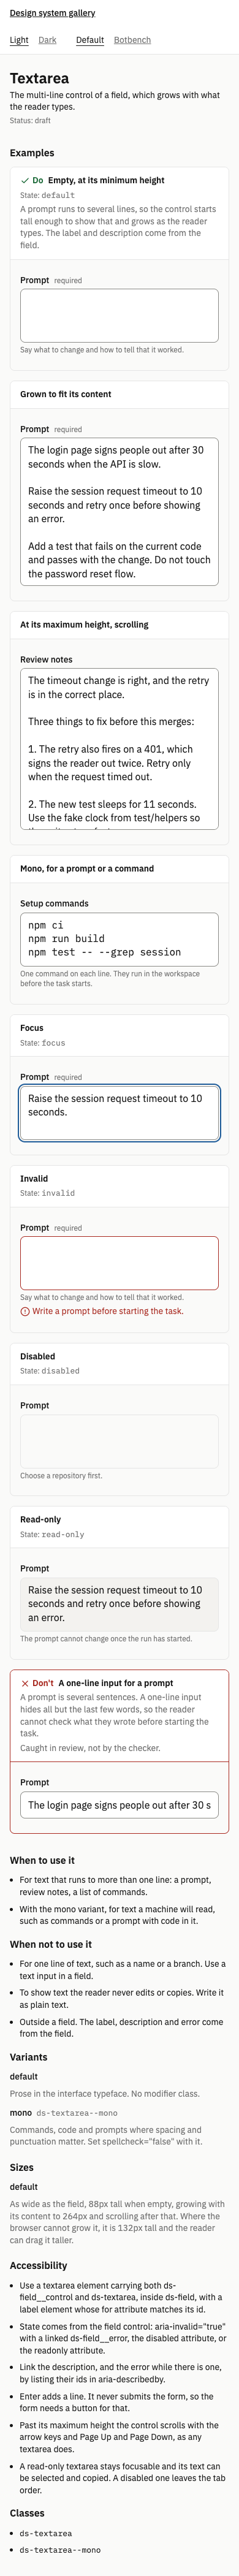 Design system gallery
Light Dark Default Botbench
Textarea
The multi-line control of a field, which grows with what
the reader types.
Status: draft
Examples
Do Empty, at its minimum height
State: default
A prompt runs to several lines, so the control starts
tall enough to show that and grows as the reader
types. The label and description come from the
field.
Prompt required
Say what to change and how to tell that it worked.
Grown to fit its content
Prompt required
The login page signs people out after 30
seconds when the API is slow.
Raise the session request timeout to 10
seconds and retry once before showing
an error.
Add a test that fails on the current code
and passes with the change. Do not touch
the password reset flow.
At its maximum height, scrolling
Review notes
The timeout change is right, and the retry
is in the correct place.
Three things to fix before this merges:
1. The retry also fires on a 401, which
signs the reader out twice. Retry only
when the request timed out.
2. The new test sleeps for 11 seconds.
Use the fake clock from test/helpers so
Mono, for a prompt or a command
Setup commands
npm ci
npm run build
npm test -- --grep session
One command on each line. They run in the workspace
before the task starts.
Focus
State: focus
Prompt required
Raise the session request timeout to 10
seconds.
Invalid
State: invalid
Prompt required
Say what to change and how to tell that it worked.
Write a prompt before starting the task.
Disabled
State: disabled
Prompt
Choose a repository first.
Read-only
State: read-only
Prompt
Raise the session request timeout to 10
seconds and retry once before showing
an error.
The prompt cannot change once the run has started.
Don't A one-line input for a prompt
A prompt is several sentences. A one-line input
hides all but the last few words, so the reader
cannot check what they wrote before starting the
task.
Caught in review, not by the checker.
Prompt
The login page signs people out after 30 s
When to use it
• For text that runs to more than one line: a prompt,
review notes, a list of commands.
• With the mono variant, for text a machine will read,
such as commands or a prompt with code in it.
When not to use it
• For one line of text, such as a name or a branch. Use a
text input in a field.
• To show text the reader never edits or copies. Write it
as plain text.
• Outside a field. The label, description and error come
from the field.
Variants
default
Prose in the interface typeface. No modifier class.
mono ds-textarea--mono
Commands, code and prompts where spacing and
punctuation matter. Set spellcheck="false" with it.
Sizes
default
As wide as the field, 88px tall when empty, growing with
its content to 264px and scrolling after that. Where the
browser cannot grow it, it is 132px tall and the reader
can drag it taller.
Accessibility
• Use a textarea element carrying both ds-
field__control and ds-textarea, inside ds-field, with a
label element whose for attribute matches its id.
• State comes from the field control: aria-invalid="true"
with a linked ds-field__error, the disabled attribute, or
the readonly attribute.
• Link the description, and the error while there is one,
by listing their ids in aria-describedby.
• Enter adds a line. It never submits the form, so the
form needs a button for that.
• Past its maximum height the control scrolls with the
arrow keys and Page Up and Page Down, as any
textarea does.
• A read-only textarea stays focusable and its text can
be selected and copied. A disabled one leaves the tab
order.
Classes
• ds-textarea
• ds-textarea--mono